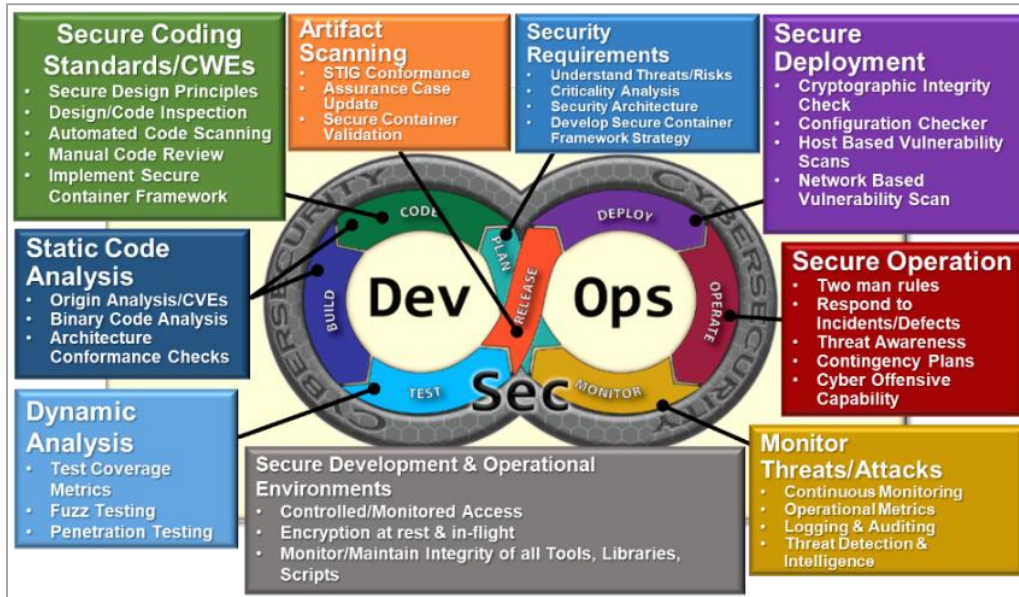 Secure Coding
Standards/CWEs
• Secure Design Principles
• Design/Code Inspection
• Automated Code Scanning
• Manual Code Review
• Implement Secure
Container Framework
Artifact
Scanning
• STIG Conformance
• Assurance Case
Update
• Secure Container
Validation
Security
Requirements
• Understand Threats/Risks
• Criticality Analysis
• Security Architecture
• Develop Secure Container
Framework Strategy
Secure
Deployment
• Cryptographic Integrity
Check
• Configuration Checker
• Host Based Vulnerability
Scans
• Network Based
Vulnerability Scan
Static Code
Analysis
• Origin Analysis/CVEs
• Binary Code Analysis
• Architecture
Conformance Checks
CYBERSECURITY
CODE
PLAN
BUILD
Dev
TEST
RELEASE
Sec
CYBERSECURITY
DEPLOY
Ops
OPERATE
MONITOR
Secure Operation
• Two man rules
• Respond to
Incidents/Defects
• Threat Awareness
• Contingency Plans
• Cyber Offensive
Capability
Dynamic
Analysis
• Test Coverage
Metrics
• Fuzz Testing
• Penetration Testing
Secure Development & Operational
Environments
• Controlled/Monitored Access
• Encryption at rest & in-flight
• Monitor/Maintain Integrity of all Tools, Libraries,
Scripts
Monitor
Threats/Attacks
• Continuous Monitoring
• Operational Metrics
• Logging & Auditing
• Threat Detection &
Intelligence